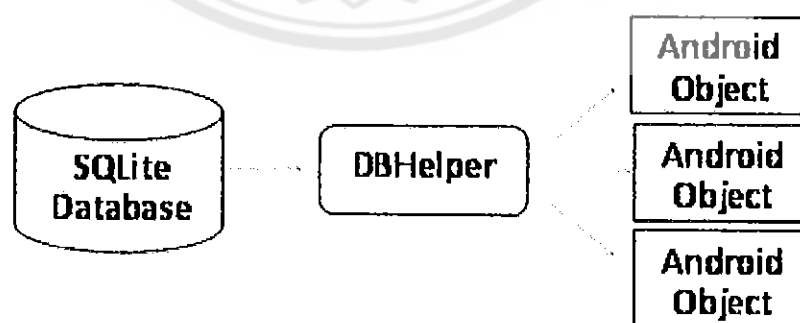 SQLite
Database
DBHelper
Android
Object
Android
Object
Android
Object